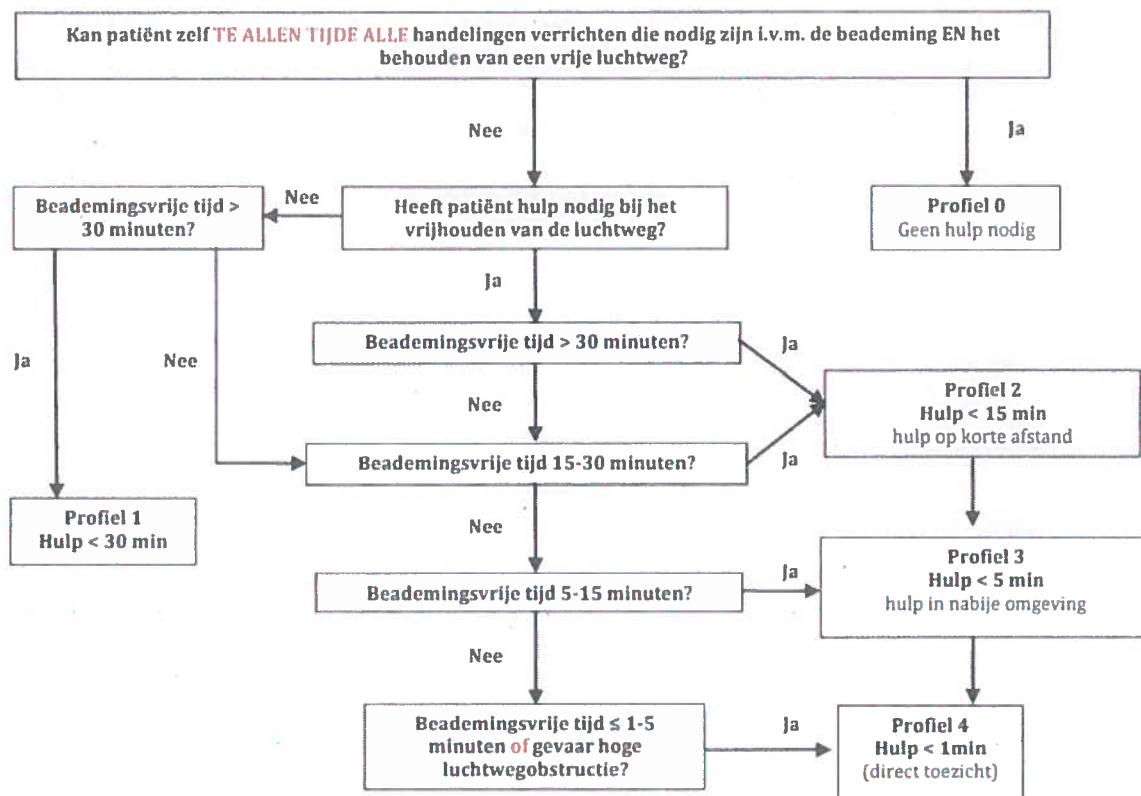 Kan patiënt zelf TE ALLEN TIJDE ALLE handelingen verrichten die nodig zijn i.v.m. de beademing EN het
behouden van een vrije luchtweg?
Nee
Ja
Beademingsvrije tijd >
30 minuten?
Nee
Heeft patiënt hulp nodig bij het
vrijhouden van de luchtweg?
Profiel 0
Geen hulp nodig
Ja
Beademingsvrije tijd > 30 minuten?
Ja
Ja
Nee
Nee
Profiel 2
Hulp < 15 min
hulp op korte afstand
Beademingsvrije tijd 15-30 minuten?
Ja
Profiel 1
Hulp < 30 min
Nee
Profiel 3
Hulp < 5 min
hulp in nabije omgeving
Beademingsvrije tijd 5-15 minuten?
Ja
Nee
Beademingsvrije tijd ≤ 1-5
minuten of gevaar hoge
luchtwegobstructie?
Ja
Profiel 4
Hulp < 1min
(direct toezicht)